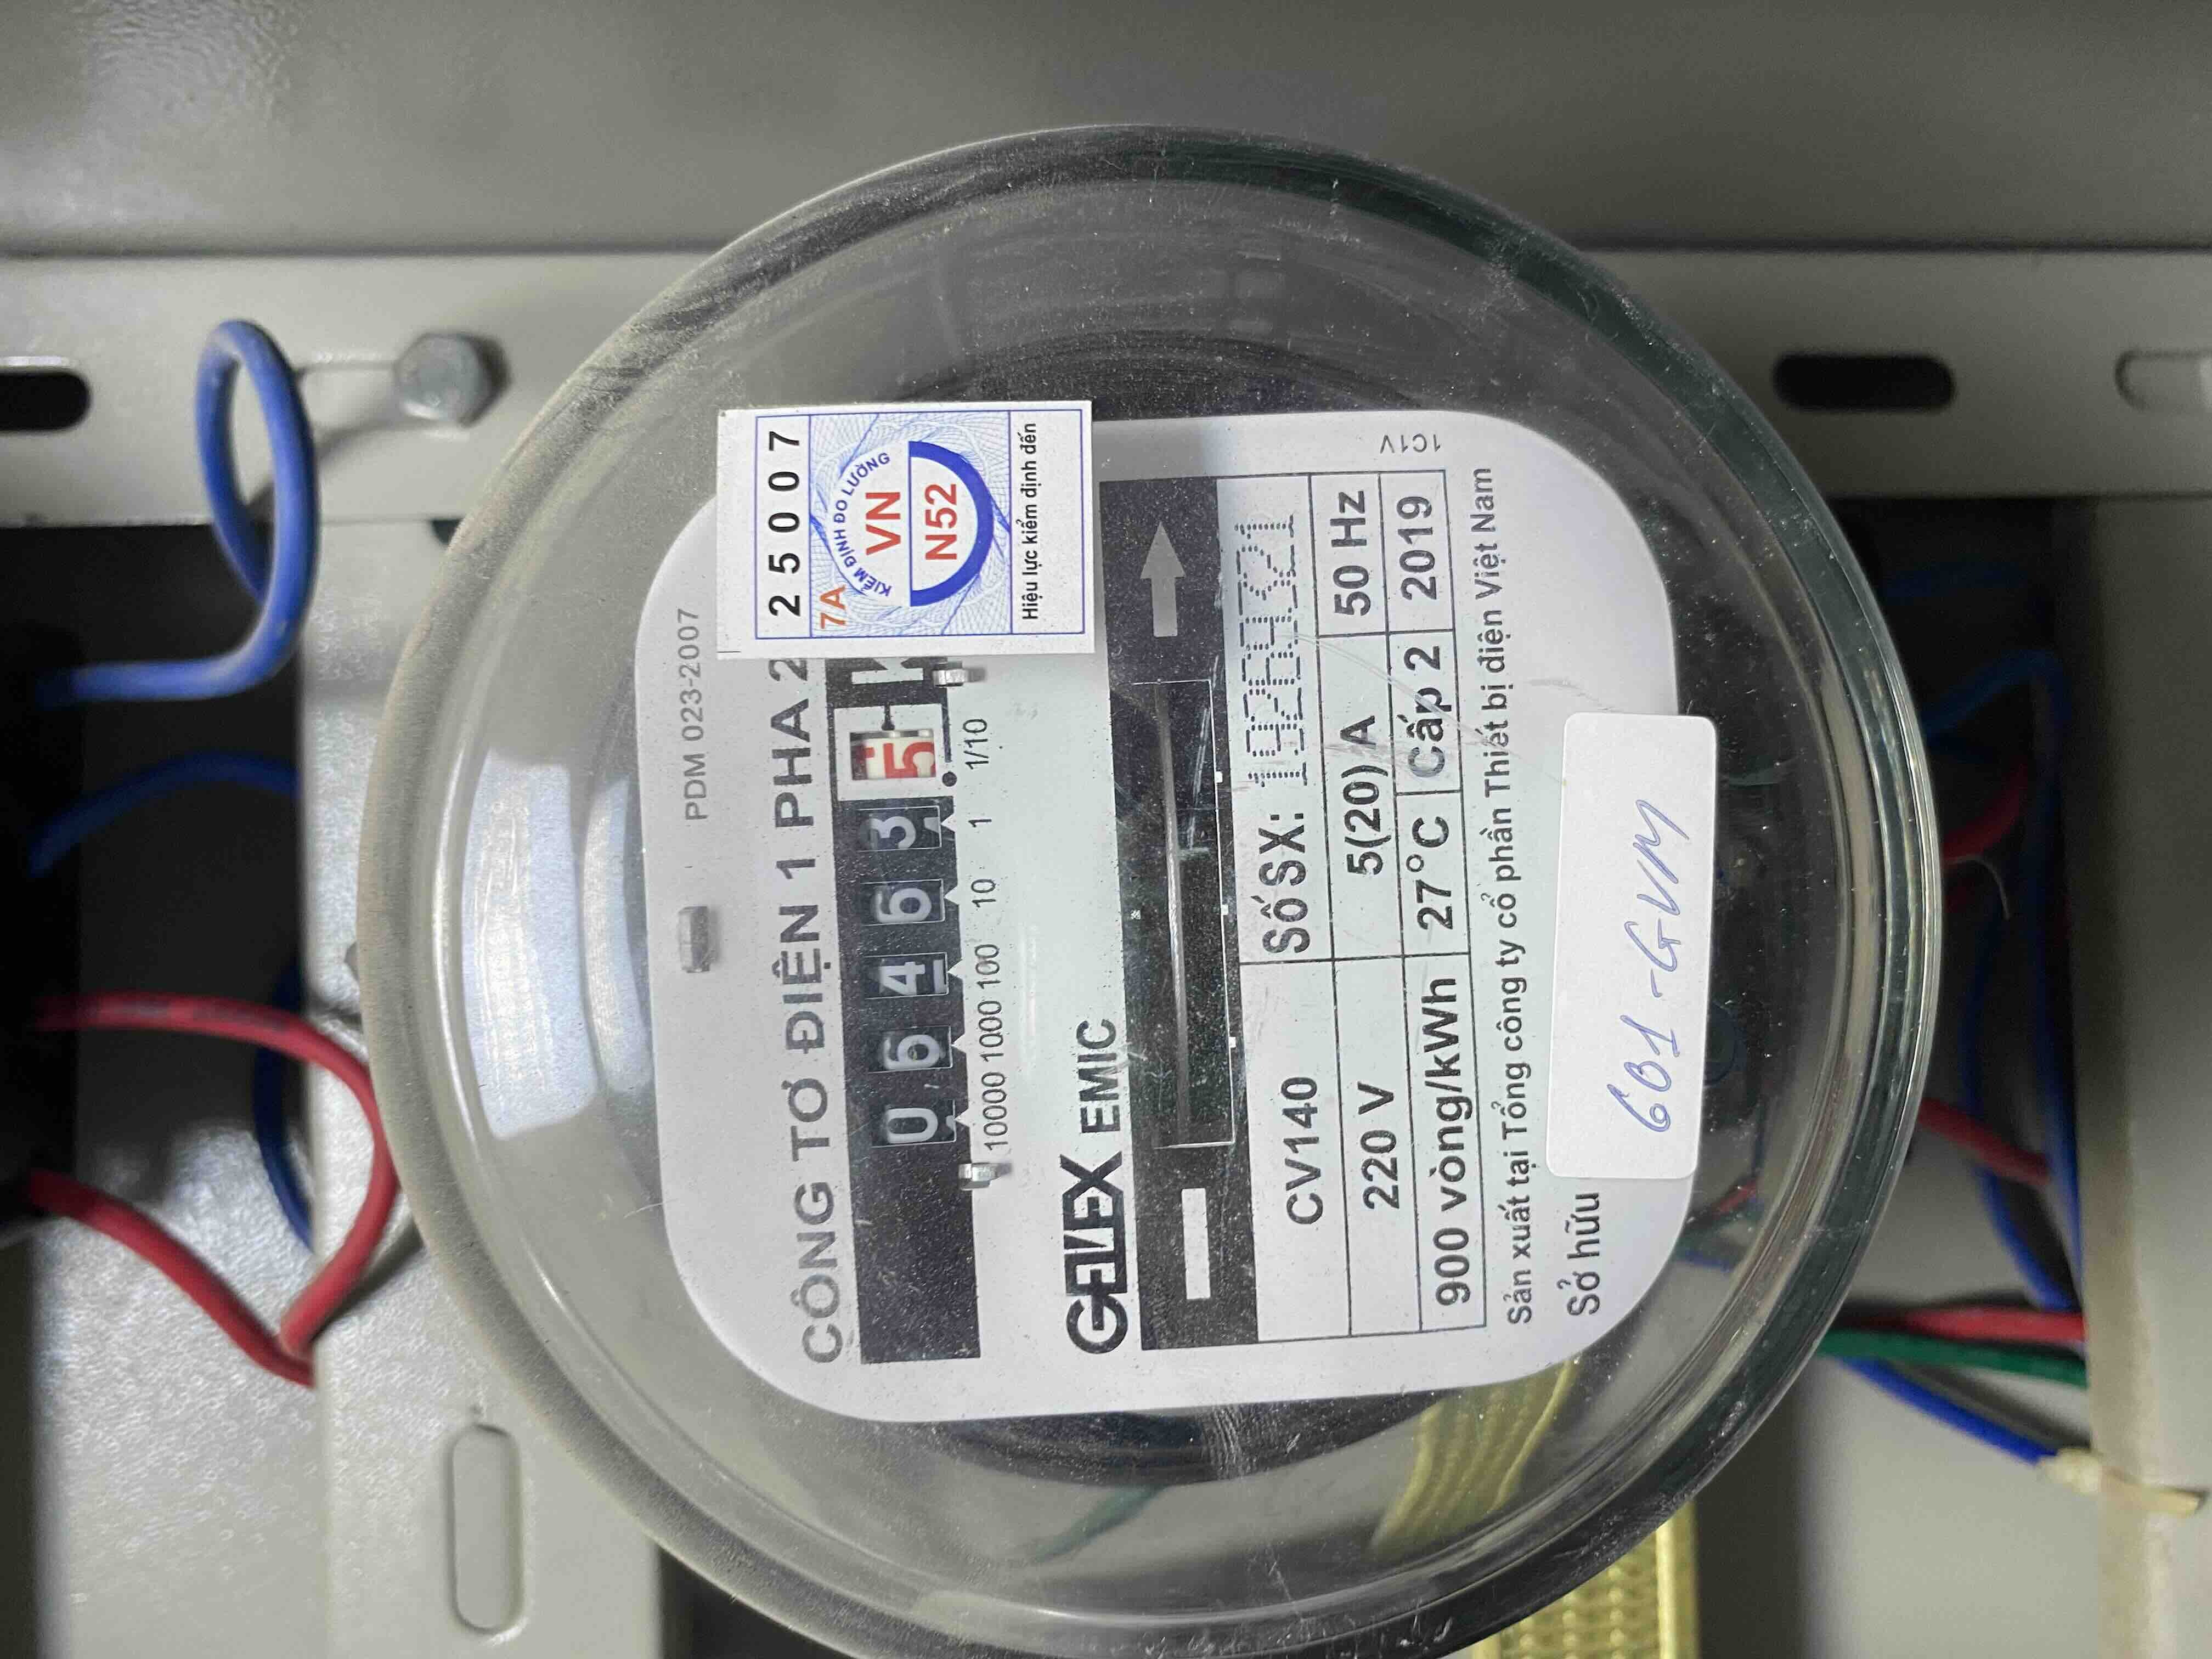 PDM 023-2007
CÔNG TƠ ĐIỆN 1 PHA 2
25007
7A
KIỂM ĐỊNH ĐO LƯỜNG
VN
N52
Hiệu lực kiểm định đến
0 6 4 6 3 5
10000 1000 100 10 1 1/10
GELEX EMIC
CV140 Số SX:
220 V 5(20) A 50 Hz
900 vòng/kWh 27°C Cấp 2 2019
1C1V
Sản xuất tại Tổng công ty cổ phần Thiết bị điện Việt Nam
Sở hữu